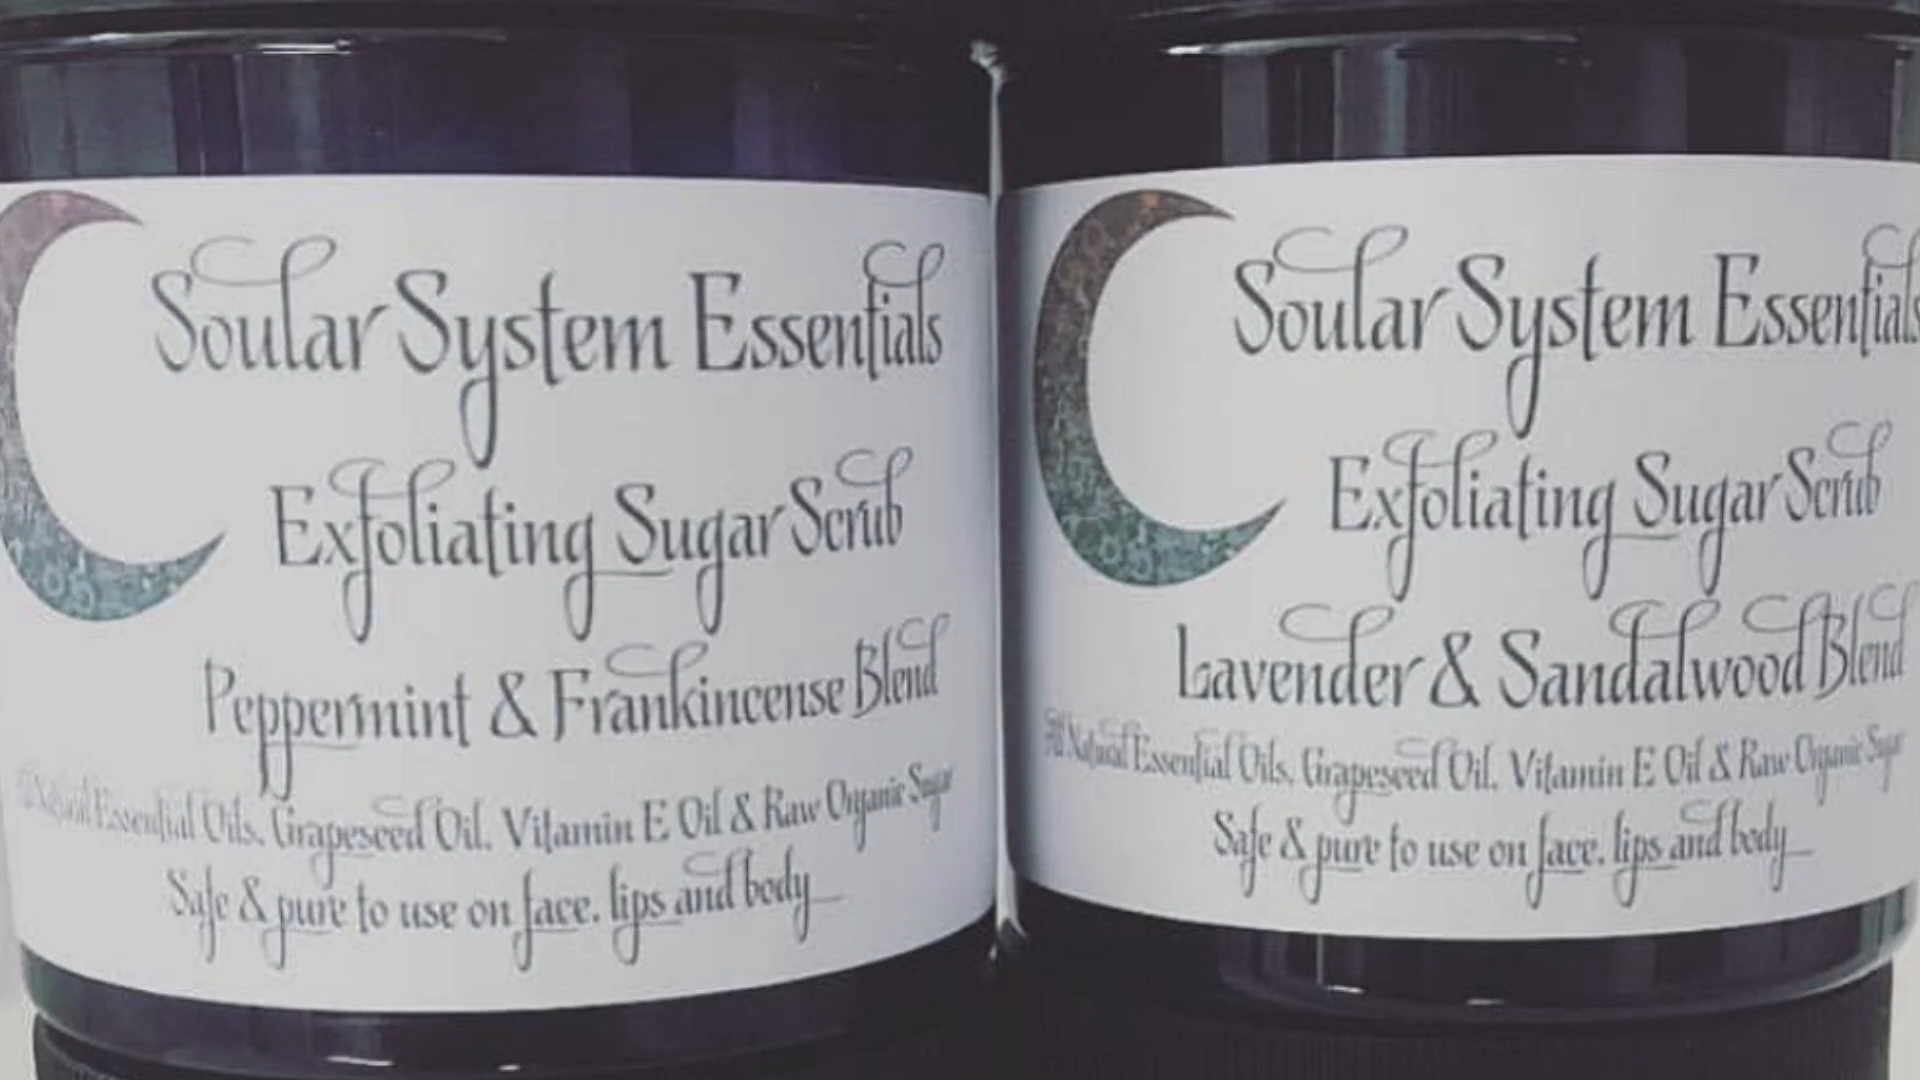 Soular System Essentials
Exfoliating Sugar Scrub
Peppermint & Frankincense Blend
All Natural Essential Oils, Grapeseed Oil, Vitamin E Oil & Raw Organic Sugar
Safe & pure to use on face, lips and body
Soular System Essentials
Exfoliating Sugar Scrub
Lavender & Sandalwood Blend
All Natural Essential Oils, Grapeseed Oil, Vitamin E Oil & Raw Organic Sugar
Safe & pure to use on face, lips and body